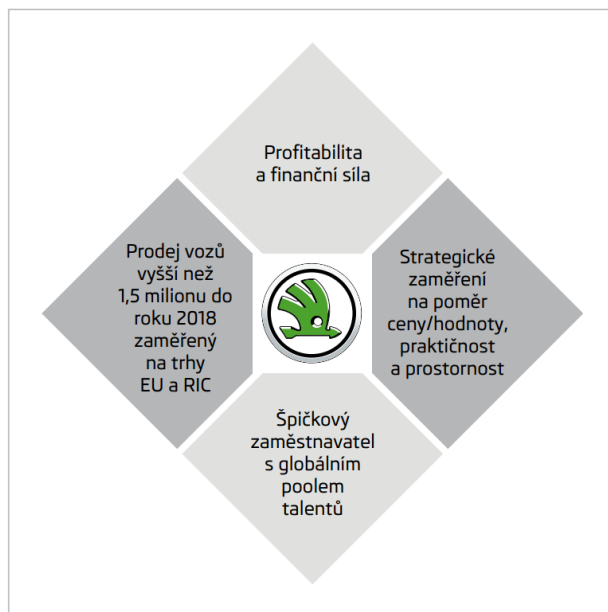 Profitabilita
a finanční síla
Prodej vozů
vyšší než
1,5 milionu do
roku 2018
zaměřený
na trhy
EU a RIC
Strategické
zaměření
na poměr
ceny/hodnoty,
praktičnost
a prostornost
Špičkový
zaměstnavatel
s globálním
poolem
talentů